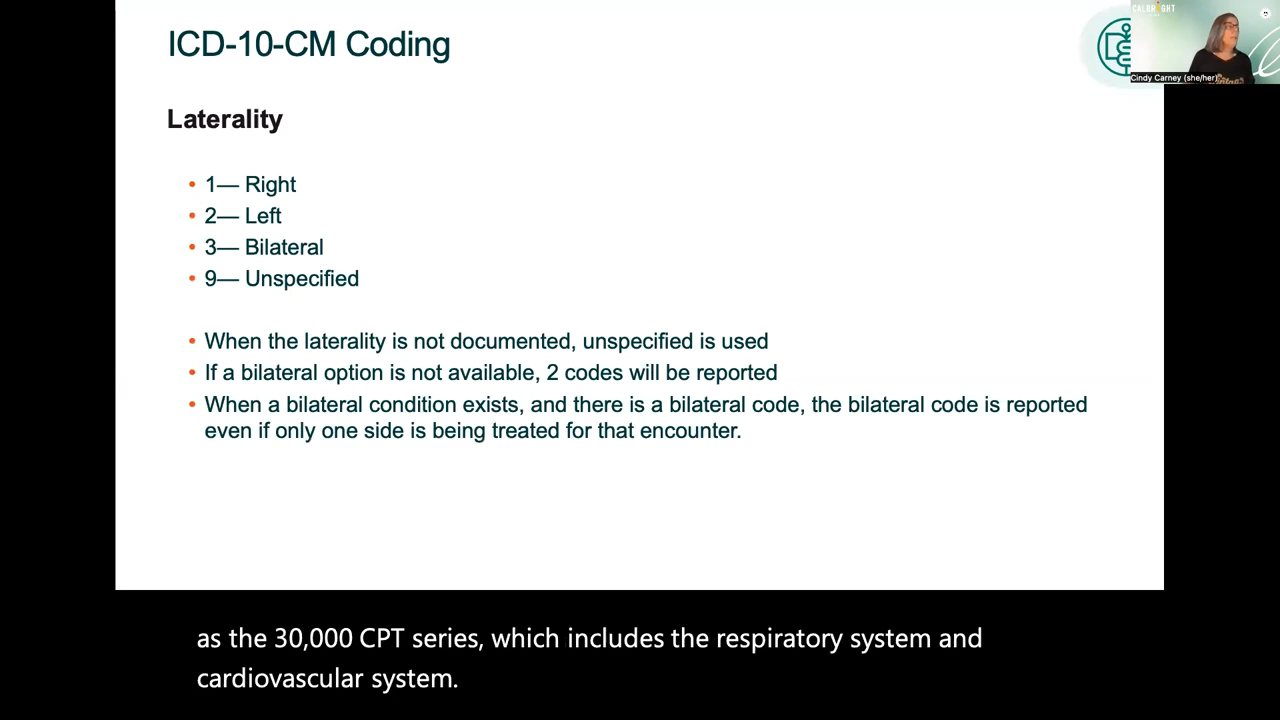 ICD-10-CM Coding
CALORIGHT
Cindy Carney (she/her)
Laterality
• 1— Right
• 2— Left
• 3— Bilateral
• 9— Unspecified
• When the laterality is not documented, unspecified is used
• If a bilateral option is not available, 2 codes will be reported
• When a bilateral condition exists, and there is a bilateral code, the bilateral code is reported
even if only one side is being treated for that encounter.
as the 30,000 CPT series, which includes the respiratory system and
cardiovascular system.